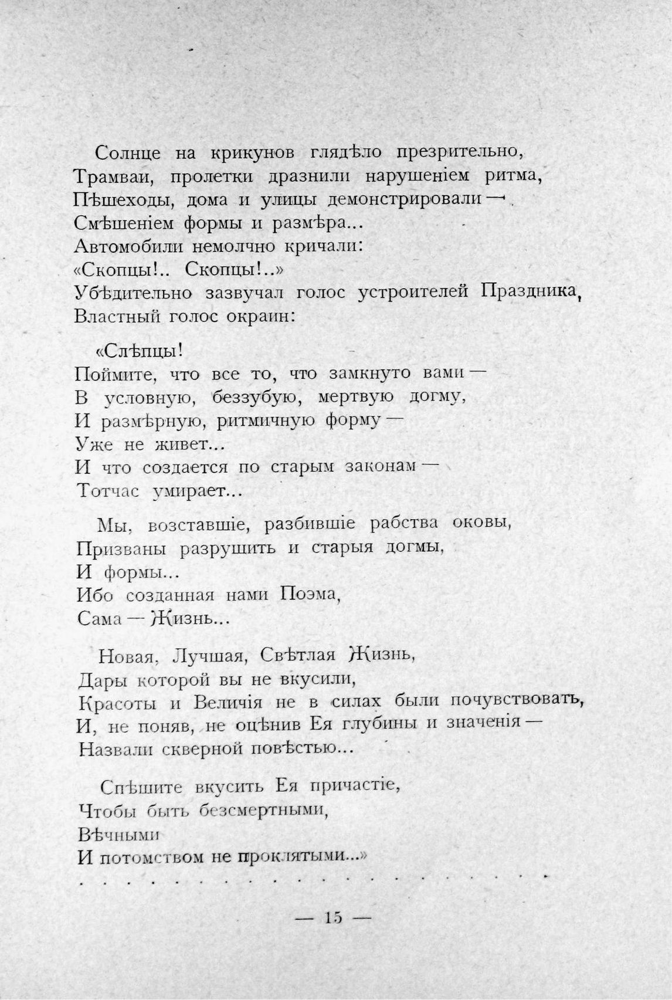 Солнце на крикунов глядѣло презрительно,
Трамваи, пролетки дразнили нарушеніем ритма,
Пѣшеходы, дома и улицы демонстрировали —
Смѣшеніем формы и размѣра...
Автомобили немолчно кричали:
«Скопцы!.. Скопцы!..»
Убѣдительно зазвучал голос устроителей Праздника,
Властный голос окраин:
«Слѣпцы!
Поймите, что все то, что замкнуто вами —
В условную, беззубую, мертвую догму,
И размѣрную, ритмичную форму —
Уже не живет...
И что создается по старым законам —
Тотчас умирает...
Мы, возставшіе, разбившіе рабства оковы,
Призваны разрушить и старыя догмы,
И формы...
Ибо созданная нами Поэма,
Сама — Жизнь...
Новая, Лучшая, Свѣтлая Жизнь,
Дары которой вы не вкусили,
Красоты и Величія не в силах были почувствовать,
И, не поняв, не оцѣнив Ея глубины и значенія —
Назвали скверной повѣстью...
Спѣшите вкусить Ея причастіе,
Чтобы быть безсмертными,
Вѣчными
И потомством не проклятыми...»
. . . . . . . . . . . . . . . . . . . .
— 15 —